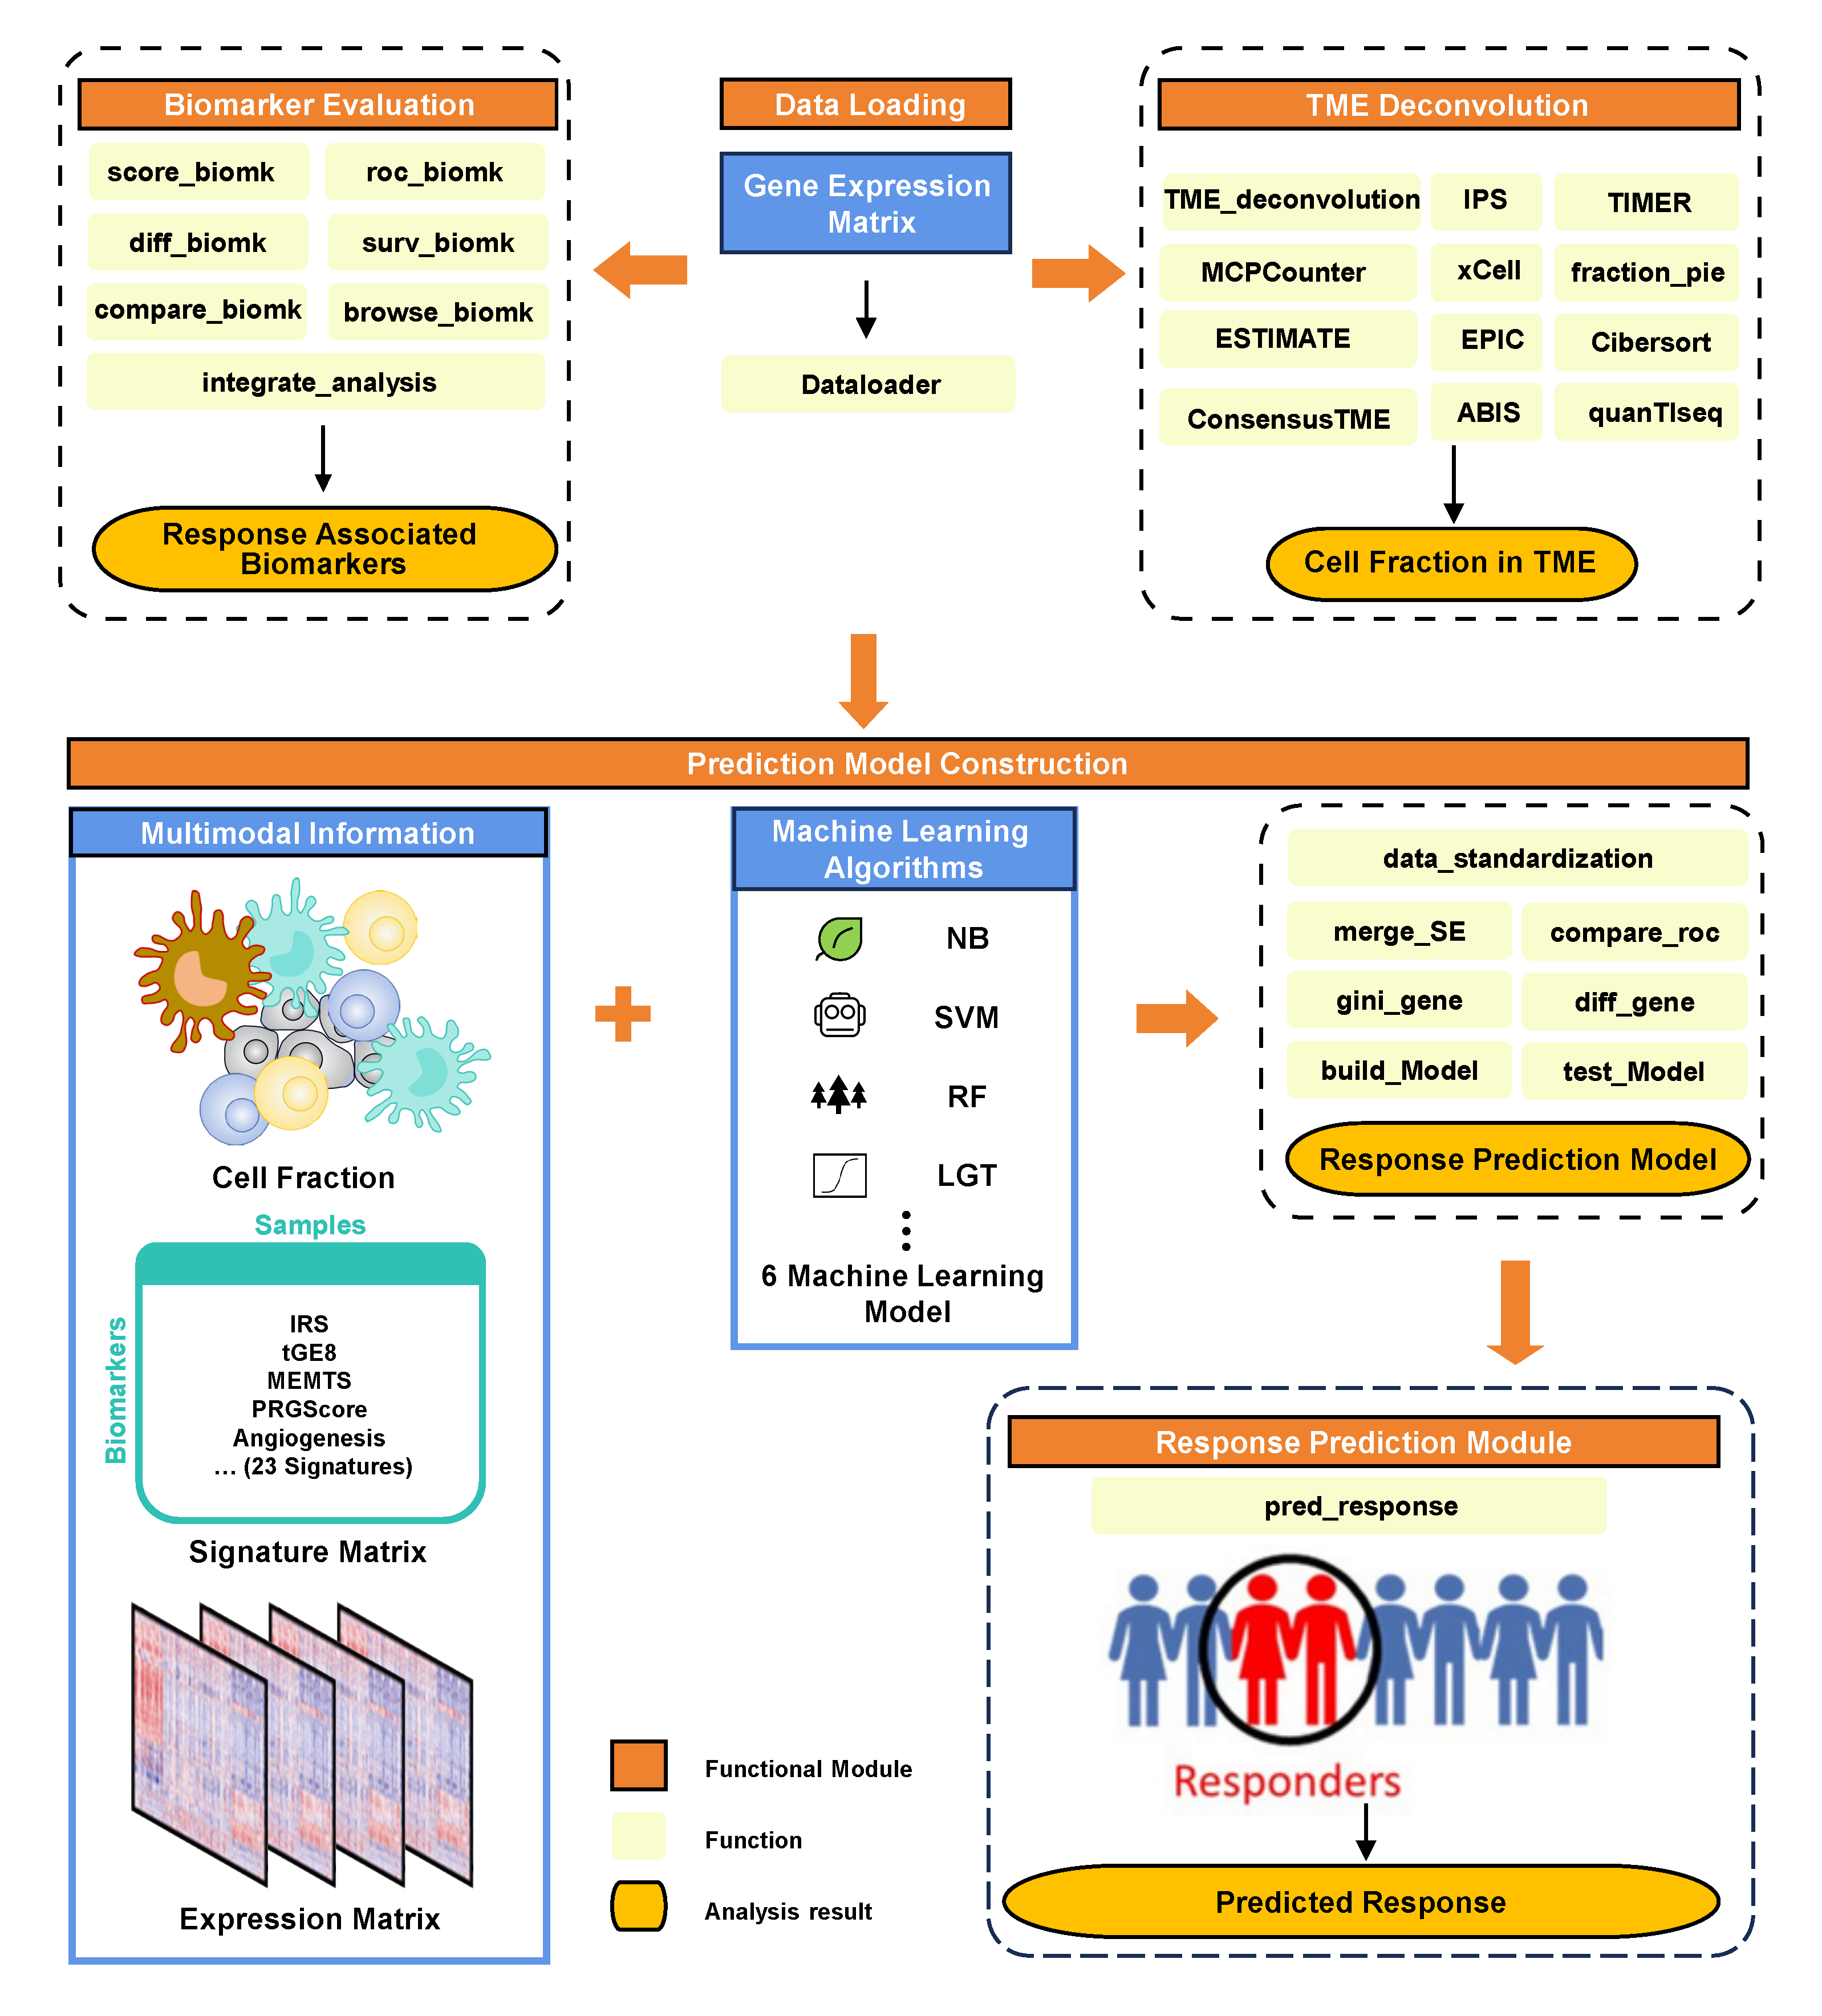 Biomarker Evaluation
score_biomk
roc_biomk
diff_biomk
surv_biomk
compare_biomk
browse_biomk
integrate_analysis
Response Associated
Biomarkers
Data Loading
Gene Expression
Matrix
Dataloader
TME Deconvolution
TME_deconvolution
IPS
TIMER
MCPCounter
xCell
fraction_pie
ESTIMATE
EPIC
Cibersort
ConsensusTME
ABIS
quanTIseq
Cell Fraction in TME
Prediction Model Construction
Multimodal Information
Cell Fraction
Samples
Biomarkers
IRS
tGE8
MEMTS
PRGScore
Angiogenesis
... (23 Signatures)
Signature Matrix
Expression Matrix
Machine Learning
Algorithms
NB
SVM
RF
LGT
6 Machine Learning
Model
data_standardization
merge_SE
compare_roc
gini_gene
diff_gene
build_Model
test_Model
Response Prediction Model
Response Prediction Module
pred_response
Responders
Predicted Response
Functional Module
Function
Analysis result